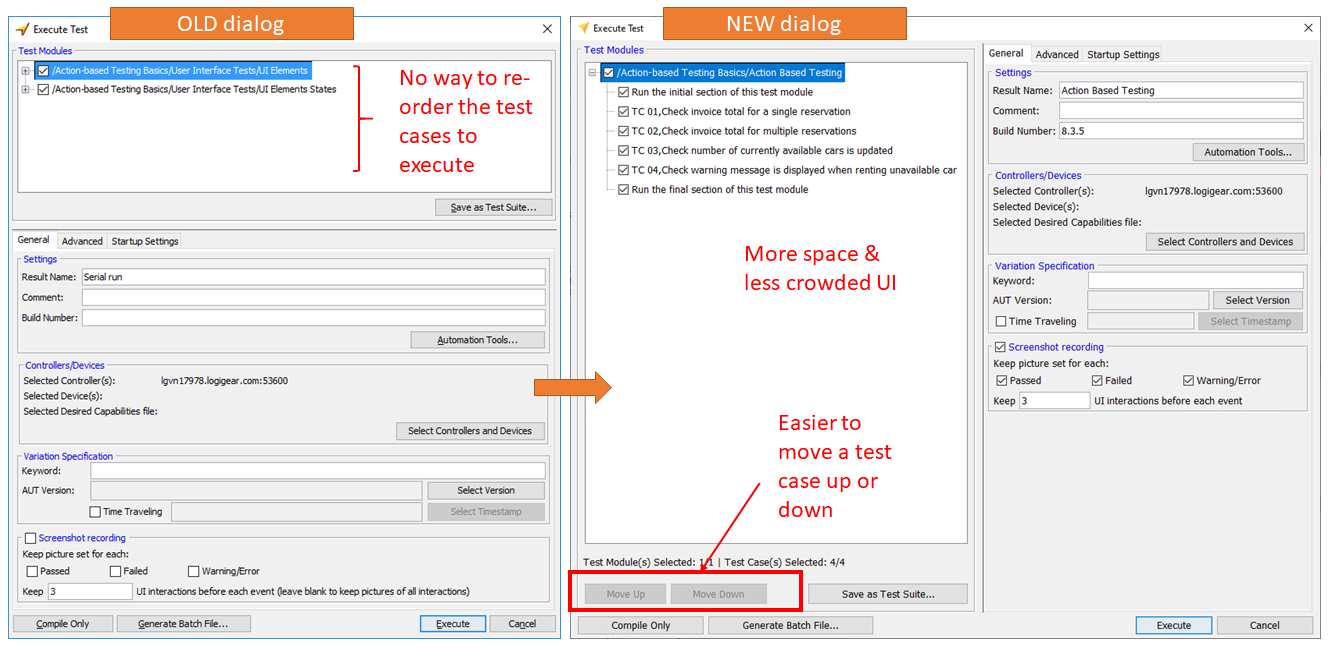 OLD dialog
Execute Test
Test Modules
/Action-based Testing Basics/User Interface Tests/UI Elements
/Action-based Testing Basics/User Interface Tests/UI Elements States
No way to re-
order the test
cases to
execute
Save as Test Suite...
General Advanced Startup Settings
Settings
Result Name: Serial run
Comment:
Build Number:
Automation Tools...
Controllers/Devices
Selected Controller(s): lgvn17978.logigear.com:53600
Selected Device(s):
Selected Desired Capabilities file:
Select Controllers and Devices
Variation Specification
Keyword:
AUT Version: Select Version
Time Traveling Select Timestamp
Screenshot recording
Keep picture set for each:
Passed Failed Warning/Error
Keep 3 UI interactions before each event (leave blank to keep pictures of all interactions)
Compile Only Generate Batch File... Execute Cancel
NEW dialog
Execute Test
Test Modules
/Action-based Testing Basics/Action Based Testing
Run the initial section of this test module
TC 01,Check invoice total for a single reservation
TC 02,Check invoice total for multiple reservations
TC 03,Check number of currently available cars is updated
TC 04,Check warning message is displayed when renting unavailable car
Run the final section of this test module
More space &
less crowded UI
Easier to
move a test
case up or
down
Test Module(s) Selected: 1/1 | Test Case(s) Selected: 4/4
Move Up Move Down Save as Test Suite...
General Advanced Startup Settings
Settings
Result Name: Action Based Testing
Comment:
Build Number: 8.3.5
Automation Tools...
Controllers/Devices
Selected Controller(s): lgvn17978.logigear.com:53600
Selected Device(s):
Selected Desired Capabilities file:
Select Controllers and Devices
Variation Specification
Keyword:
AUT Version: Select Version
Time Traveling Select Timestamp
Screenshot recording
Keep picture set for each:
Passed Failed Warning/Error
Keep 3 UI interactions before each event
Compile Only Generate Batch File... Execute Cancel